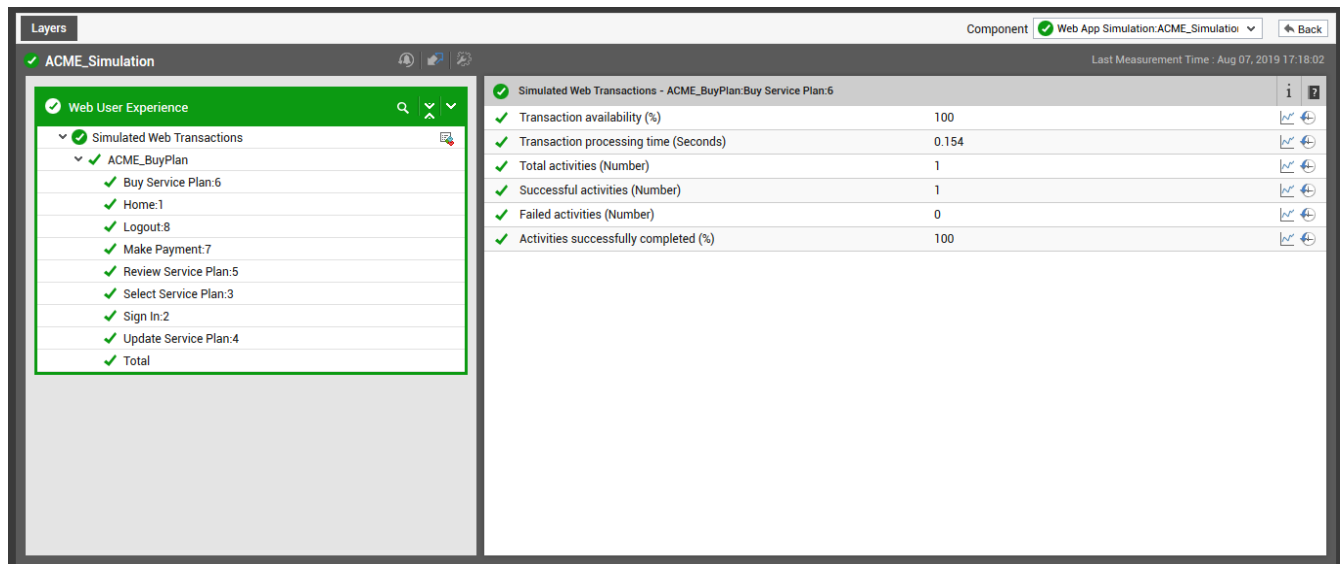 Layers
Component Web App Simulation:ACME_Simulatio Back
ACME_Simulation
Last Measurement Time : Aug 07, 2019 17:18:02
Web User Experience
Simulated Web Transactions
ACME_BuyPlan
Buy Service Plan:6
Home:1
Logout:8
Make Payment:7
Review Service Plan:5
Select Service Plan:3
Sign In:2
Update Service Plan:4
Total
Simulated Web Transactions - ACME_BuyPlan:Buy Service Plan:6 i ?
Transaction availability (%) 100
Transaction processing time (Seconds) 0.154
Total activities (Number) 1
Successful activities (Number) 1
Failed activities (Number) 0
Activities successfully completed (%) 100